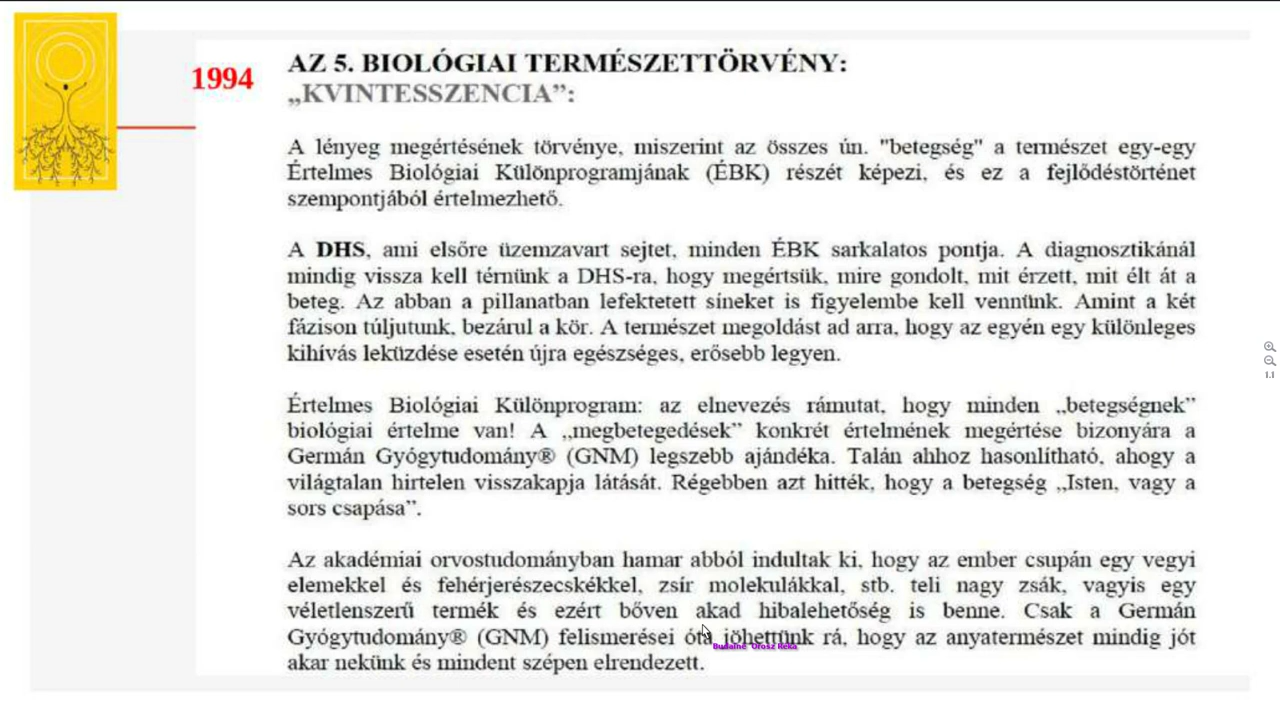 1994
AZ 5. BIOLÓGIAI TERMÉSZETTÖRVÉNY:
„KVINTESSZENCIA”:
A lényeg megértésének törvénye, miszerint az összes ún. "betegség" a természet egy-egy
Értelmes Biológiai Különprogramjának (ÉBK) részét képezi, és ez a fejlődéstörténet
szempontjából értelmezhető.
A DHS, ami elsőre üzemzavart sejtet, minden ÉBK sarkalatos pontja. A diagnosztikánál
mindig vissza kell térnünk a DHS-ra, hogy megértsük, mire gondolt, mit érzett, mit élt át a
beteg. Az abban a pillanatban lefektetett síneket is figyelembe kell vennünk. Amint a két
fázison túljutunk, bezárul a kör. A természet megoldást ad arra, hogy az egyén egy különleges
kihívás leküzdése esetén újra egészséges, erősebb legyen.
Értelmes Biológiai Különprogram: az elnevezés rámutat, hogy minden „betegségnek”
biológiai értelme van! A „megbetegedések” konkrét értelmének megértése bizonyára a
Germán Gyógytudomány® (GNM) legszebb ajándéka. Talán ahhoz hasonlítható, ahogy a
világtalan hirtelen visszakapja látását. Régebben azt hitték, hogy a betegség „Isten, vagy a
sors csapása”.
Az akadémiai orvostudományban hamar abból indultak ki, hogy az ember csupán egy vegyi
elemekkel és fehérjerészecskékkel, zsír molekulákkal, stb. teli nagy zsák, vagyis egy
véletlenszerű termék és ezért bőven akad hibalehetőség is benne. Csak a Germán
Gyógytudomány® (GNM) felismerései óta jöhettünk rá, hogy az anyatermészet mindig jót
Budainé Orosz Réka
akar nekünk és mindent szépen elrendezett.
1:1